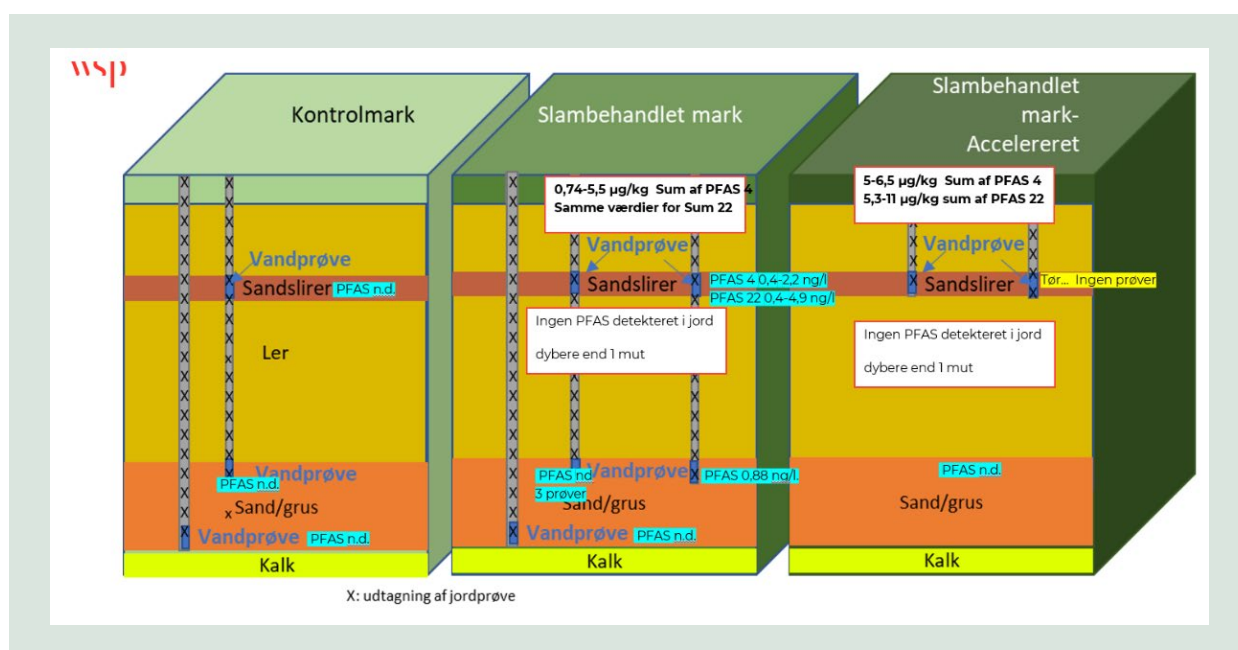 wsp
Kontrolmark
Vandprøve
Sandslirer PFAS n.d.
Ler
Vandprøve
PFAS n.d.
x Sand/grus
Vandprøve PFAS n.d.
Kalk
Slambehandlet mark
0,74-5,5 µg/kg Sum af PFAS 4
Samme værdier for Sum 22
Vandprøve
Sandslirer
PFAS 4 0,4-2,2 ng/l
PFAS 22 0,4-4,9 ng/l
Ingen PFAS detekteret i jord
dybere end 1 mut
PFAS nd
3 prøver
Vandprøve
PFAS 0,88 ng/l.
Sand/grus
Vandprøve PFAS n.d.
Kalk
Slambehandlet
mark-
Accelereret
5-6,5 µg/kg Sum af PFAS 4
5,3-11 µg/kg sum af PFAS 22
Vandprøve
Sandslirer
Tør... Ingen prøver
Ingen PFAS detekteret i jord
dybere end 1 mut
PFAS n.d.
Sand/grus
Kalk
X: udtagning af jordprøve